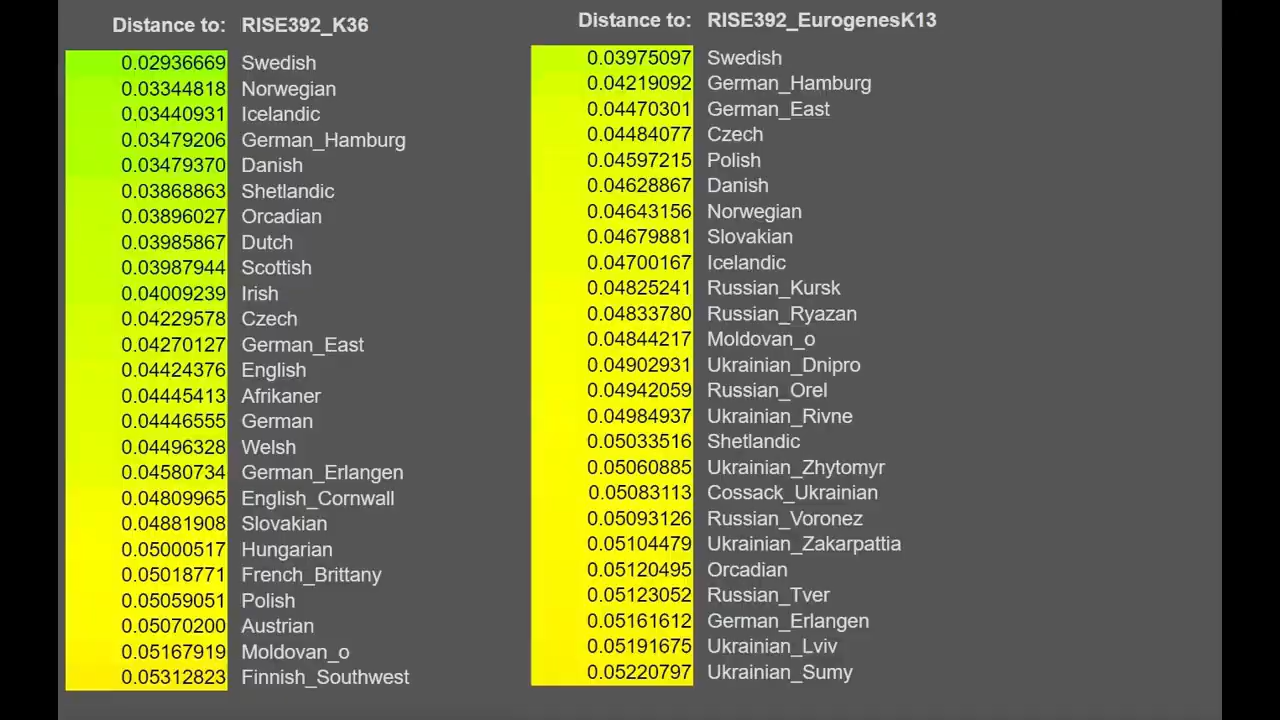 Distance to: RISE392_K36
0.02936669 Swedish
0.03344818 Norwegian
0.03440931 Icelandic
0.03479206 German_Hamburg
0.03479370 Danish
0.03868863 Shetlandic
0.03896027 Orcadian
0.03985867 Dutch
0.03987944 Scottish
0.04009239 Irish
0.04229578 Czech
0.04270127 German_East
0.04424376 English
0.04445413 Afrikaner
0.04446555 German
0.04496328 Welsh
0.04580734 German_Erlangen
0.04809965 English_Cornwall
0.04881908 Slovakian
0.05000517 Hungarian
0.05018771 French_Brittany
0.05059051 Polish
0.05070200 Austrian
0.05167919 Moldovan_o
0.05312823 Finnish_Southwest
Distance to: RISE392_EurogenesK13
0.03975097 Swedish
0.04219092 German_Hamburg
0.04470301 German_East
0.04484077 Czech
0.04597215 Polish
0.04628867 Danish
0.04643156 Norwegian
0.04679881 Slovakian
0.04700167 Icelandic
0.04825241 Russian_Kursk
0.04833780 Russian_Ryazan
0.04844217 Moldovan_o
0.04902931 Ukrainian_Dnipro
0.04942059 Russian_Orel
0.04984937 Ukrainian_Rivne
0.05033516 Shetlandic
0.05060885 Ukrainian_Zhytomyr
0.05083113 Cossack_Ukrainian
0.05093126 Russian_Voronez
0.05104479 Ukrainian_Zakarpattia
0.05120495 Orcadian
0.05123052 Russian_Tver
0.05161612 German_Erlangen
0.05191675 Ukrainian_Lviv
0.05220797 Ukrainian_Sumy